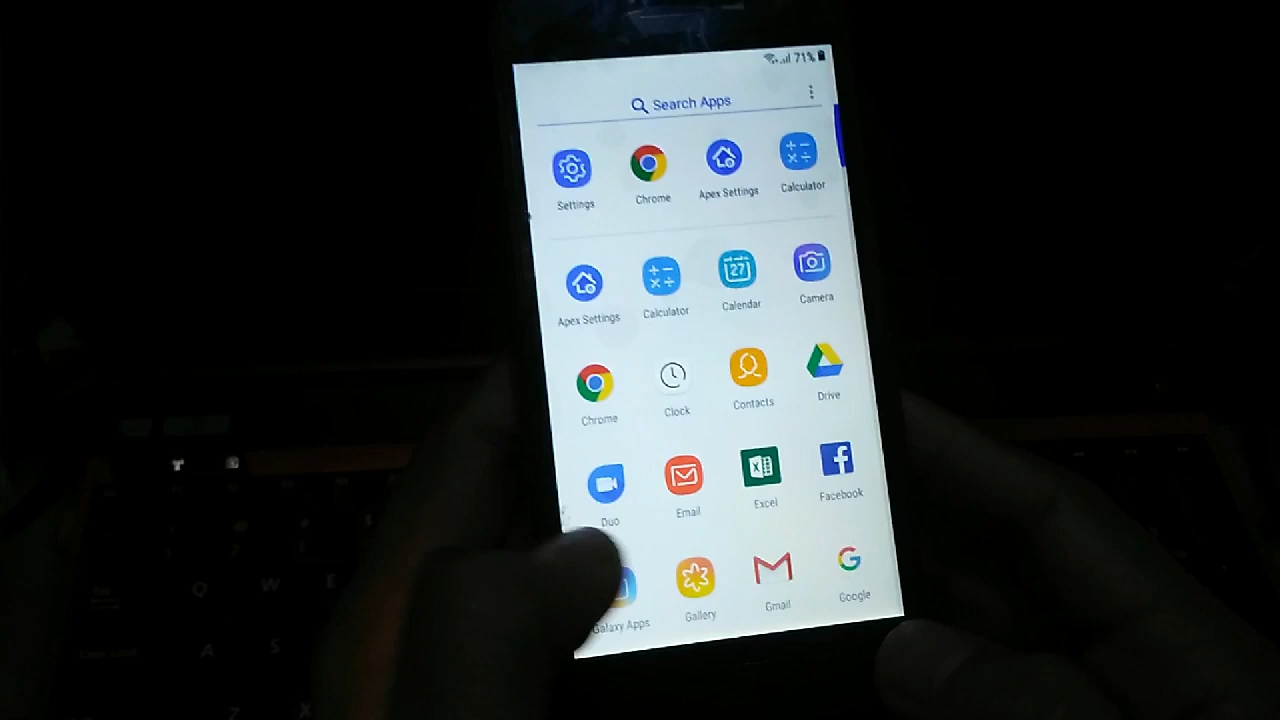 71%
Search Apps
Settings Chrome Apex Settings Calculator
27
Apex Settings Calculator Calendar Camera
Chrome Clock Contacts Drive
Duo Email Excel Facebook
Galaxy Apps Gallery Gmail Google
Q W E
A S
Z X